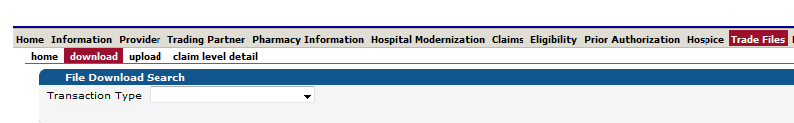 Home Information Provider Trading Partner Pharmacy Information Hospital Modernization Claims Eligibility Prior Authorization Hospice Trade Files
home download upload claim level detail
File Download Search
Transaction Type